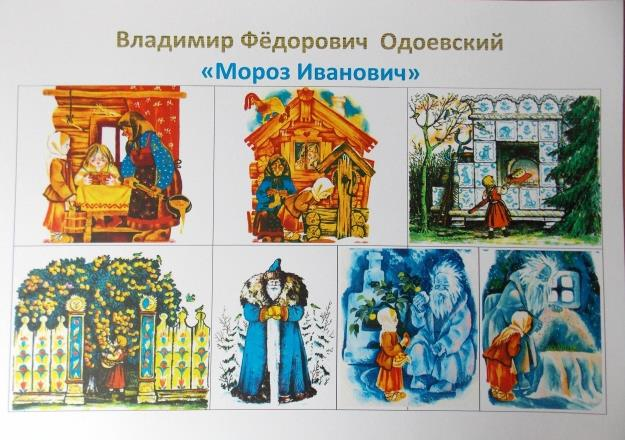 Владимир Фёдорович Одоевский
«Мороз Иванович»